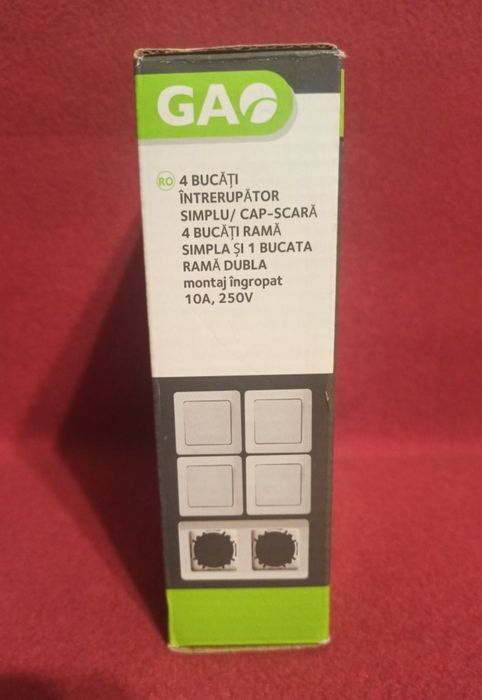 GAO
RO 4 BUCĂȚI
ÎNTRERUPĂTOR
SIMPLU/ CAP-SCARĂ
4 BUCĂȚI RAMĂ
SIMPLA ȘI 1 BUCATA
RAMĂ DUBLA
montaj îngropat
10A, 250V